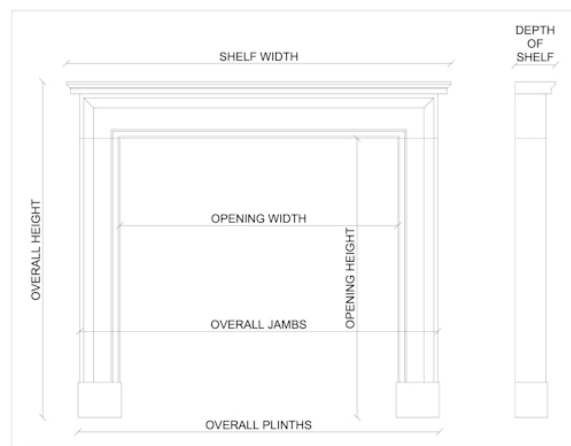 DEPTH
OF
SHELF
SHELF WIDTH
OVERALL HEIGHT
OPENING WIDTH
OPENING HEIGHT
OVERALL JAMBS
OVERALL PLINTHS